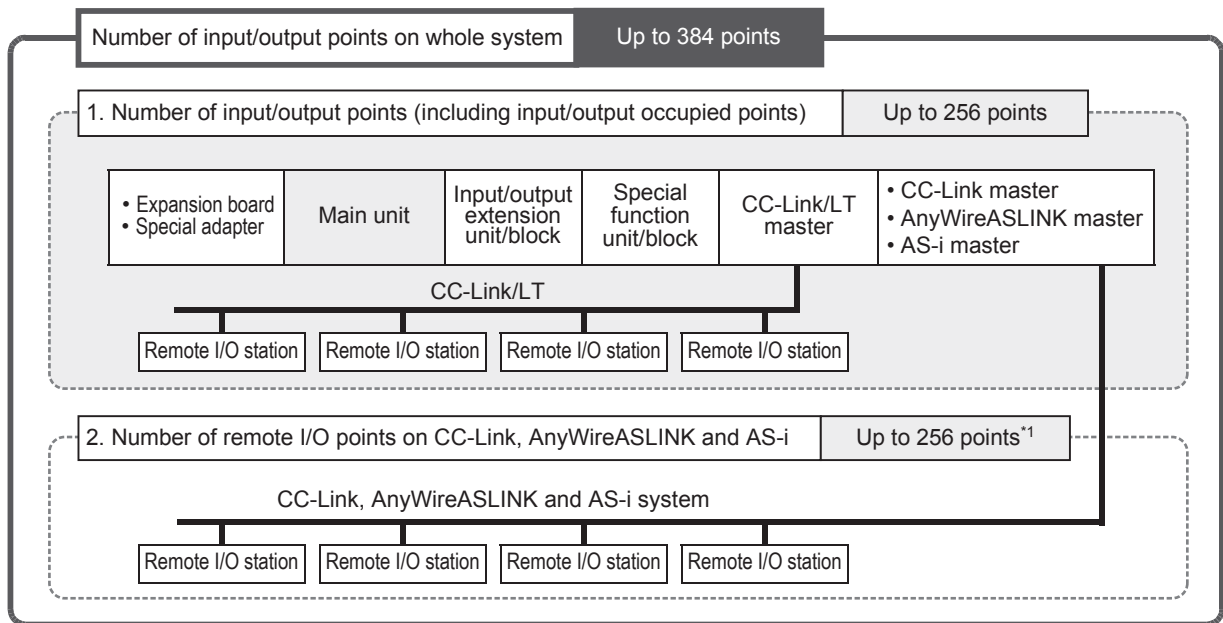 Number of input/output points on whole system
Up to 384 points
1. Number of input/output points (including input/output occupied points)
Up to 256 points
• Expansion board
• Special adapter
Main unit
Input/output
extension
unit/block
Special
function
unit/block
CC-Link/LT
master
• CC-Link master
• AnyWireASLINK master
• AS-i master
CC-Link/LT
Remote I/O station
Remote I/O station
Remote I/O station
Remote I/O station
2. Number of remote I/O points on CC-Link, AnyWireASLINK and AS-i
Up to 256 points*1
CC-Link, AnyWireASLINK and AS-i system
Remote I/O station
Remote I/O station
Remote I/O station
Remote I/O station